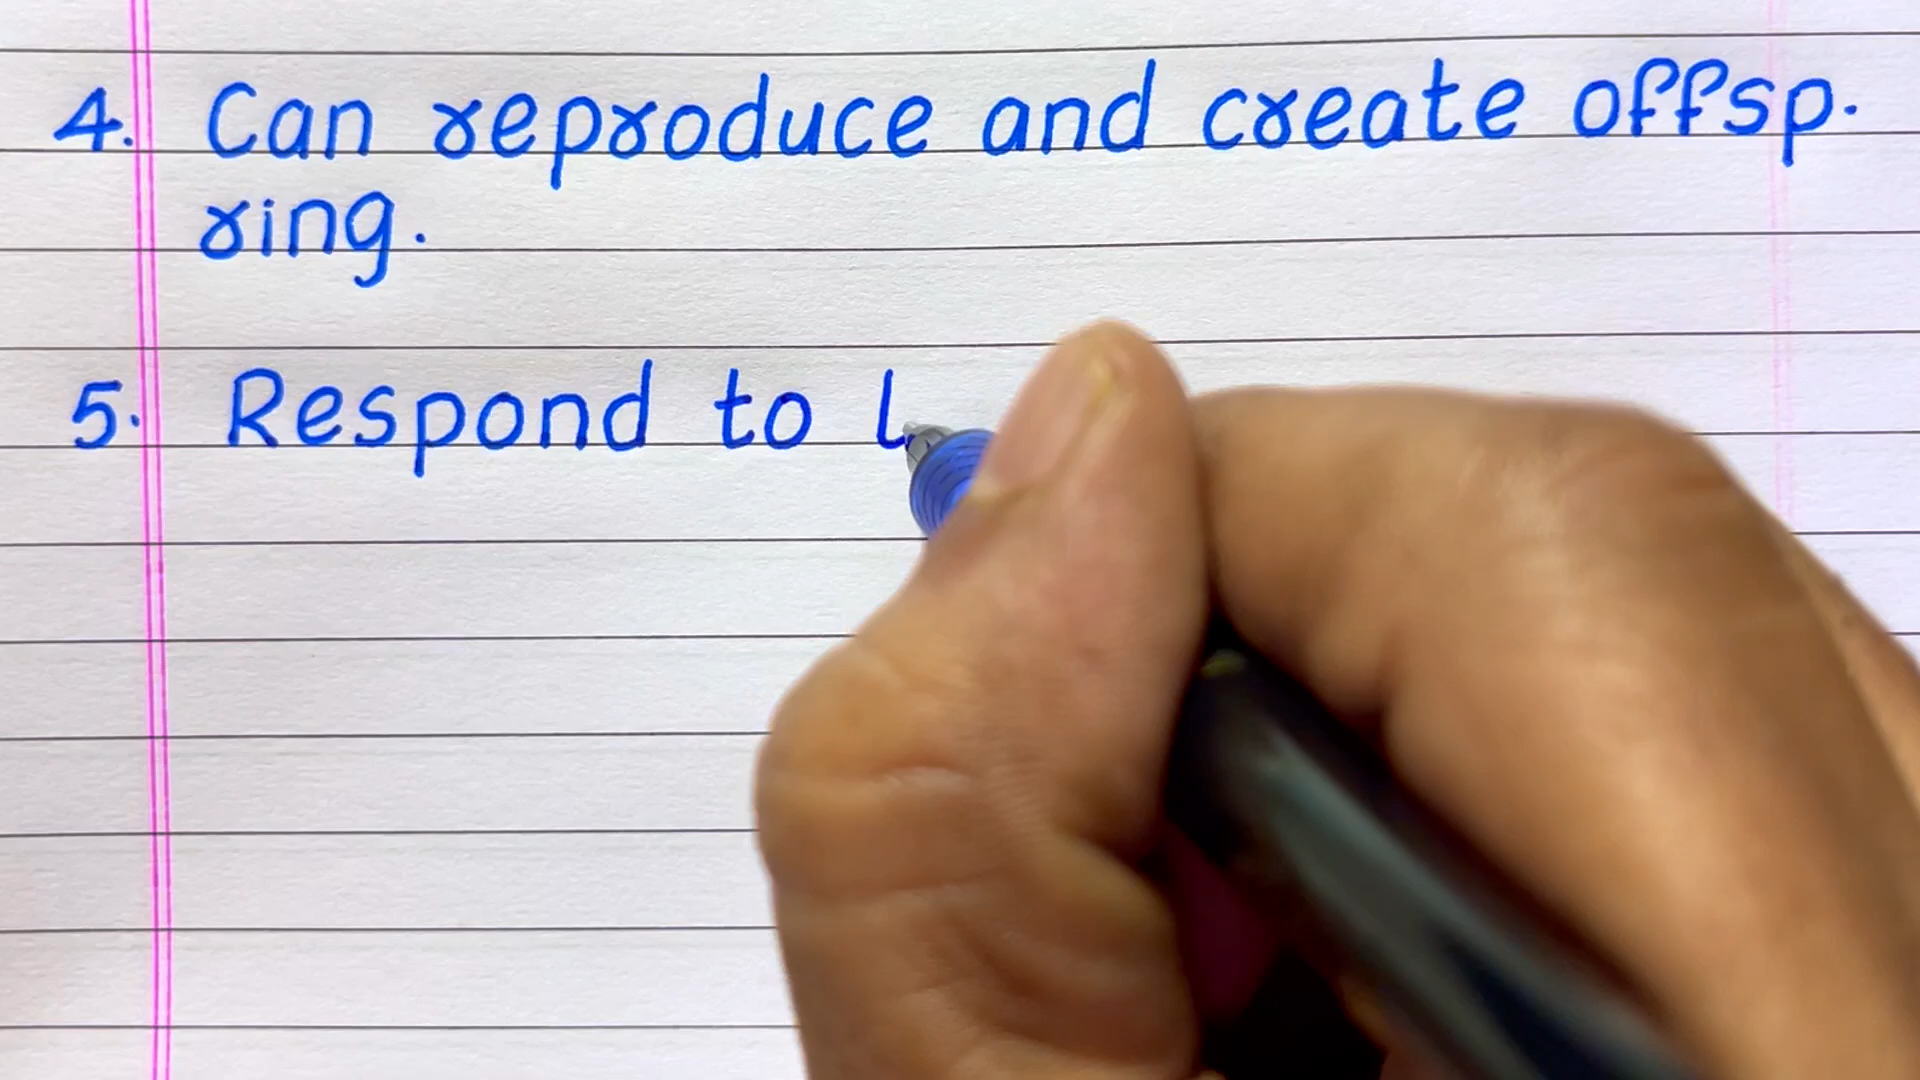 4. Can reproduce and create offsp.
ring.
5. Respond to